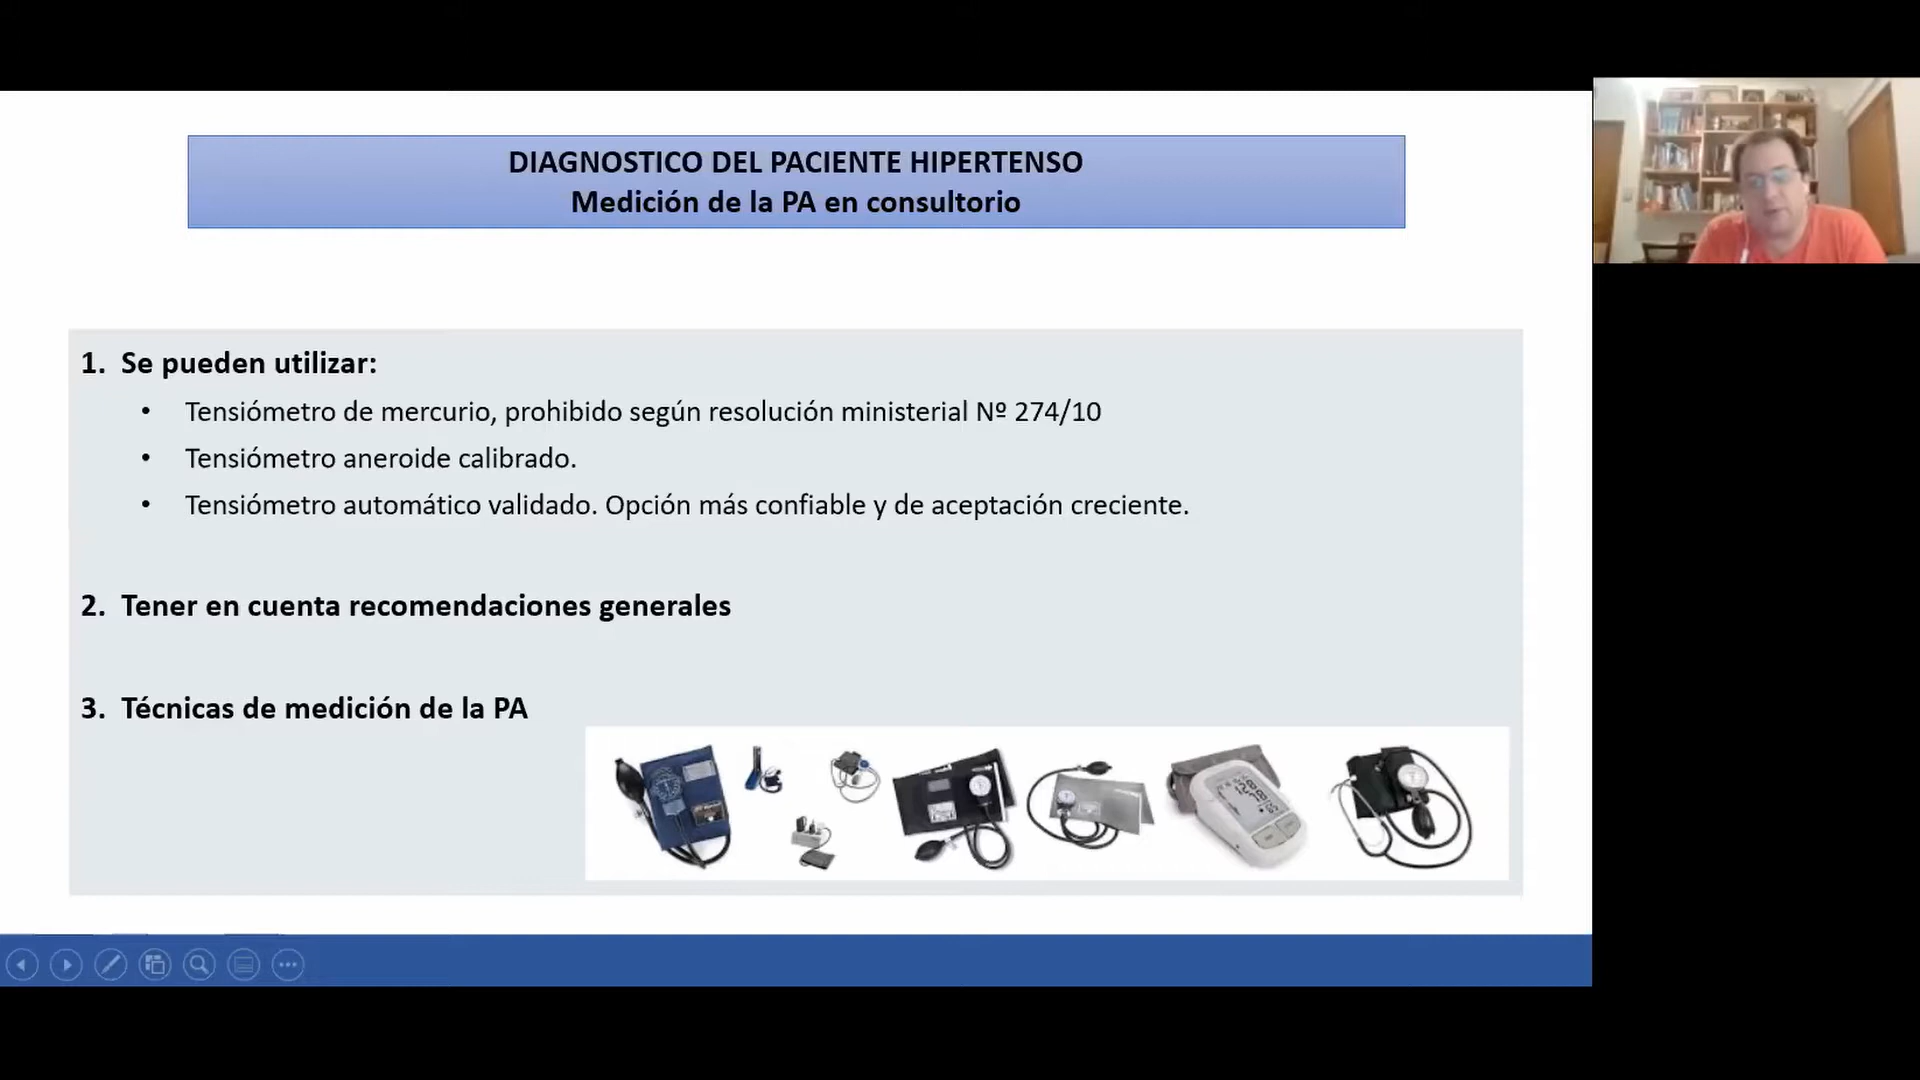 DIAGNOSTICO DEL PACIENTE HIPERTENSO
Medición de la PA en consultorio
1. Se pueden utilizar:
• Tensiómetro de mercurio, prohibido según resolución ministerial Nº 274/10
• Tensiómetro aneroide calibrado.
• Tensiómetro automático validado. Opción más confiable y de aceptación creciente.
2. Tener en cuenta recomendaciones generales
3. Técnicas de medición de la PA